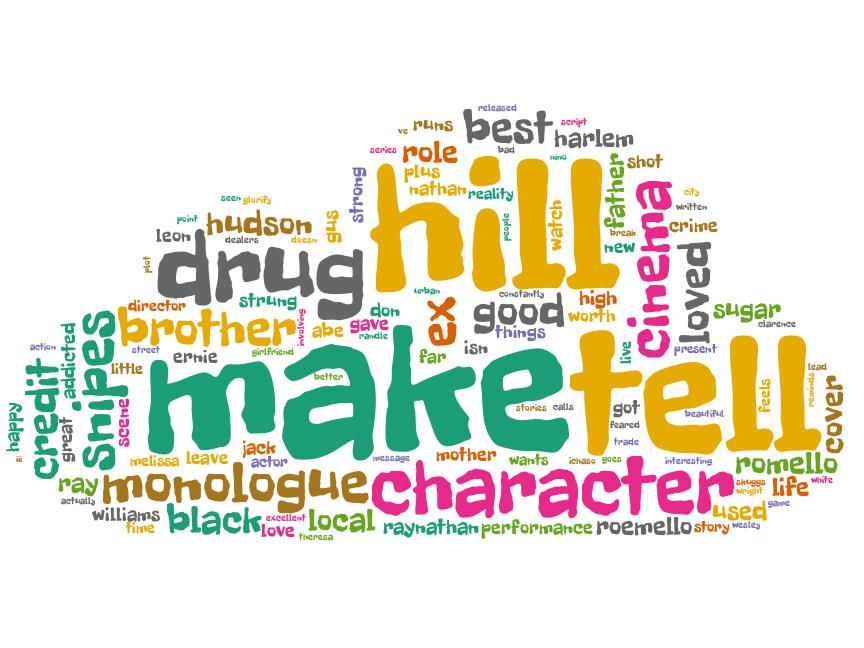 released
ve
runs
best
script
series
role
bad
harlem
nino
plus
father
shot
strong
nathan
reality
hill
watch
people
cinema
city
written
seen
glorify
point
hudson
gus
leon
dealers
doesn
break
crime
new
loved
plot
drug
urban
constantly
high
director
strung
don
ex
good
worth
sugar
brother
involving
abe
gave
randle
things
clarence
action
addicted
snipes
street
ernie
girlfriend
far
isn
live
present
little
make
tell
lead
happy
credit
better
feels
reminds
cover
great
scene
stories
calls
got
feared
beautiful
trade
jack
melissa
leave
actor
message
mother
wants
ichaso
goes
interesting
romello
iii
ray
monologue
character
skuggs
wright
life
white
actually
used
game
williams
time
black
excellent
love
local
theresa
raynathan
performance
roemello
story
wesley